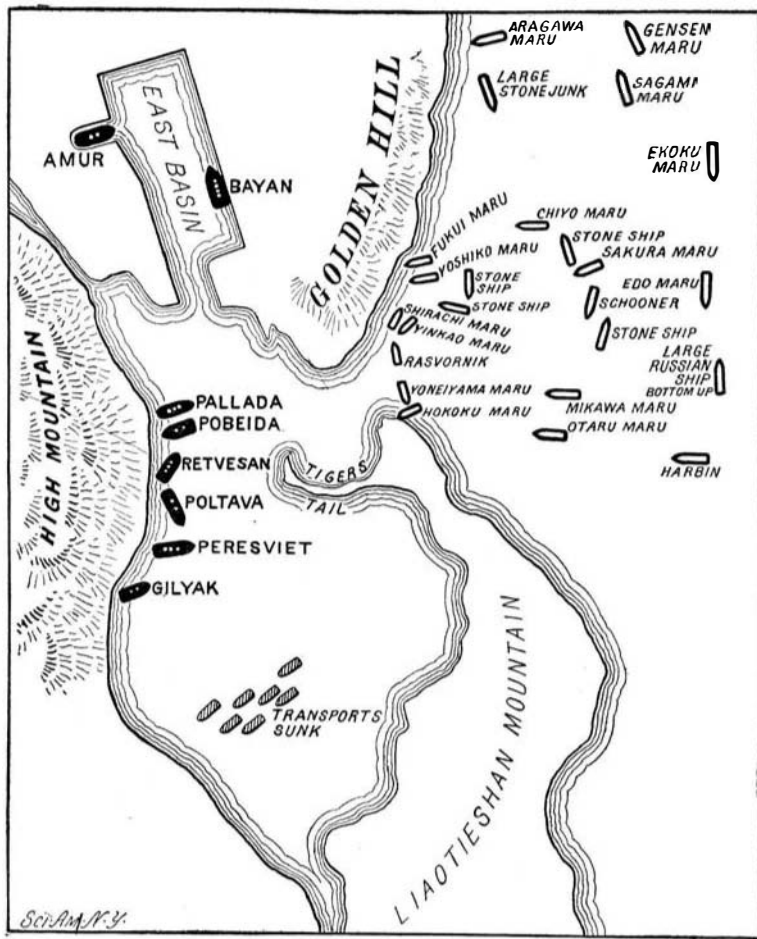 ARAGAWA
MARU
GENSEN
MARU
LARGE
STONE JUNK
SAGAMI
MARU
EAST BASIN
AMUR
BAYAN
GOLDEN HILL
EKOKU
MARU
CHIYO MARU
STONE SHIP
SAKURA MARU
FUKUI MARU
YOSHIKO MARU
STONE
SHIP
EDO MARU
SCHOONER
STONE SHIP
SHIRACHI MARU
YINKAO MARU
STONE SHIP
RASVORNIK
LARGE
RUSSIAN
SHIP
BOTTOM UP
YONEIYAMA MARU
HOKOKU MARU
MIKAWA MARU
OTARU MARU
HARBIN
HIGH MOUNTAIN
PALLADA
POBEIDA
RETVESAN
POLTAVA
PERESVIET
GILYAK
TIGERS
TAIL
TRANSPORTS
SUNK
LIAOTIESHAN MOUNTAIN
Sci.Am.N.Y.